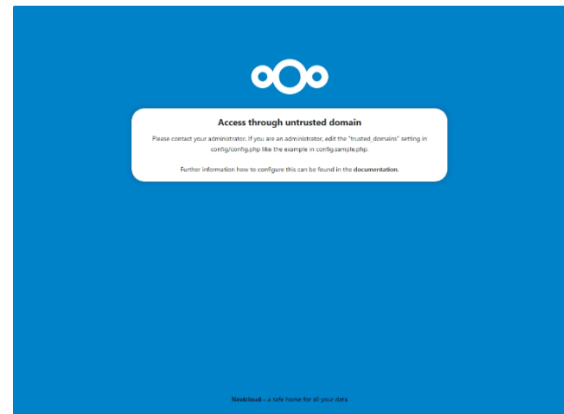 Access through untrusted domain
Please contact your administrator. If you are an administrator, edit the "trusted_domains" setting in
config/config.php like the example in config.sample.php.
Further information how to configure this can be found in the documentation.
Nextcloud – a safe home for all your data